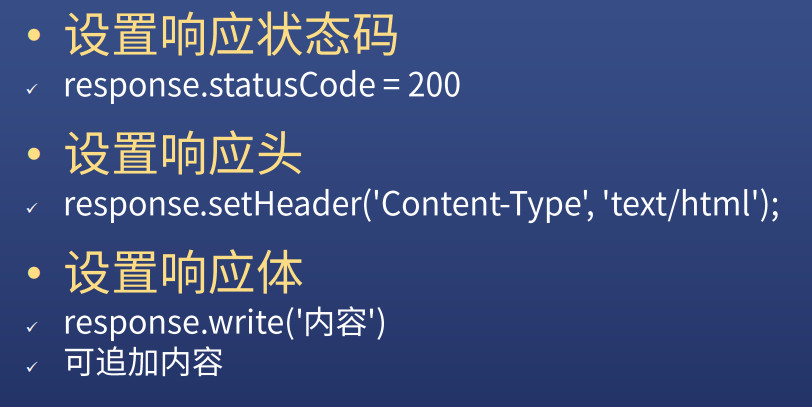 • 设置响应状态码
✓ response.statusCode = 200
• 设置响应头
✓ response.setHeader('Content-Type', 'text/html');
• 设置响应体
✓ response.write('内容')
✓ 可追加内容